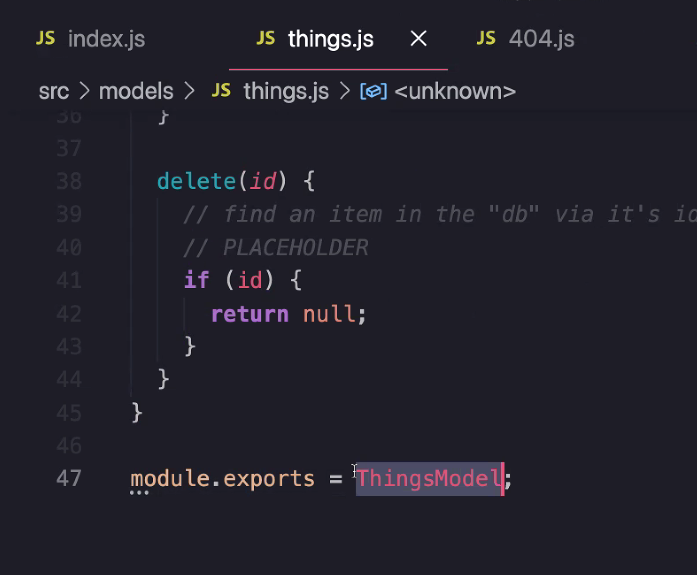 JS index.js JS things.js × JS 404.js
src > models > JS things.js > <unknown>
36 }
37
38 delete(id) {
39 // find an item in the "db" via it's id
40 // PLACEHOLDER
41 if (id) {
42 return null;
43 }
44 }
45 }
46
47 module.exports = ThingsModel;